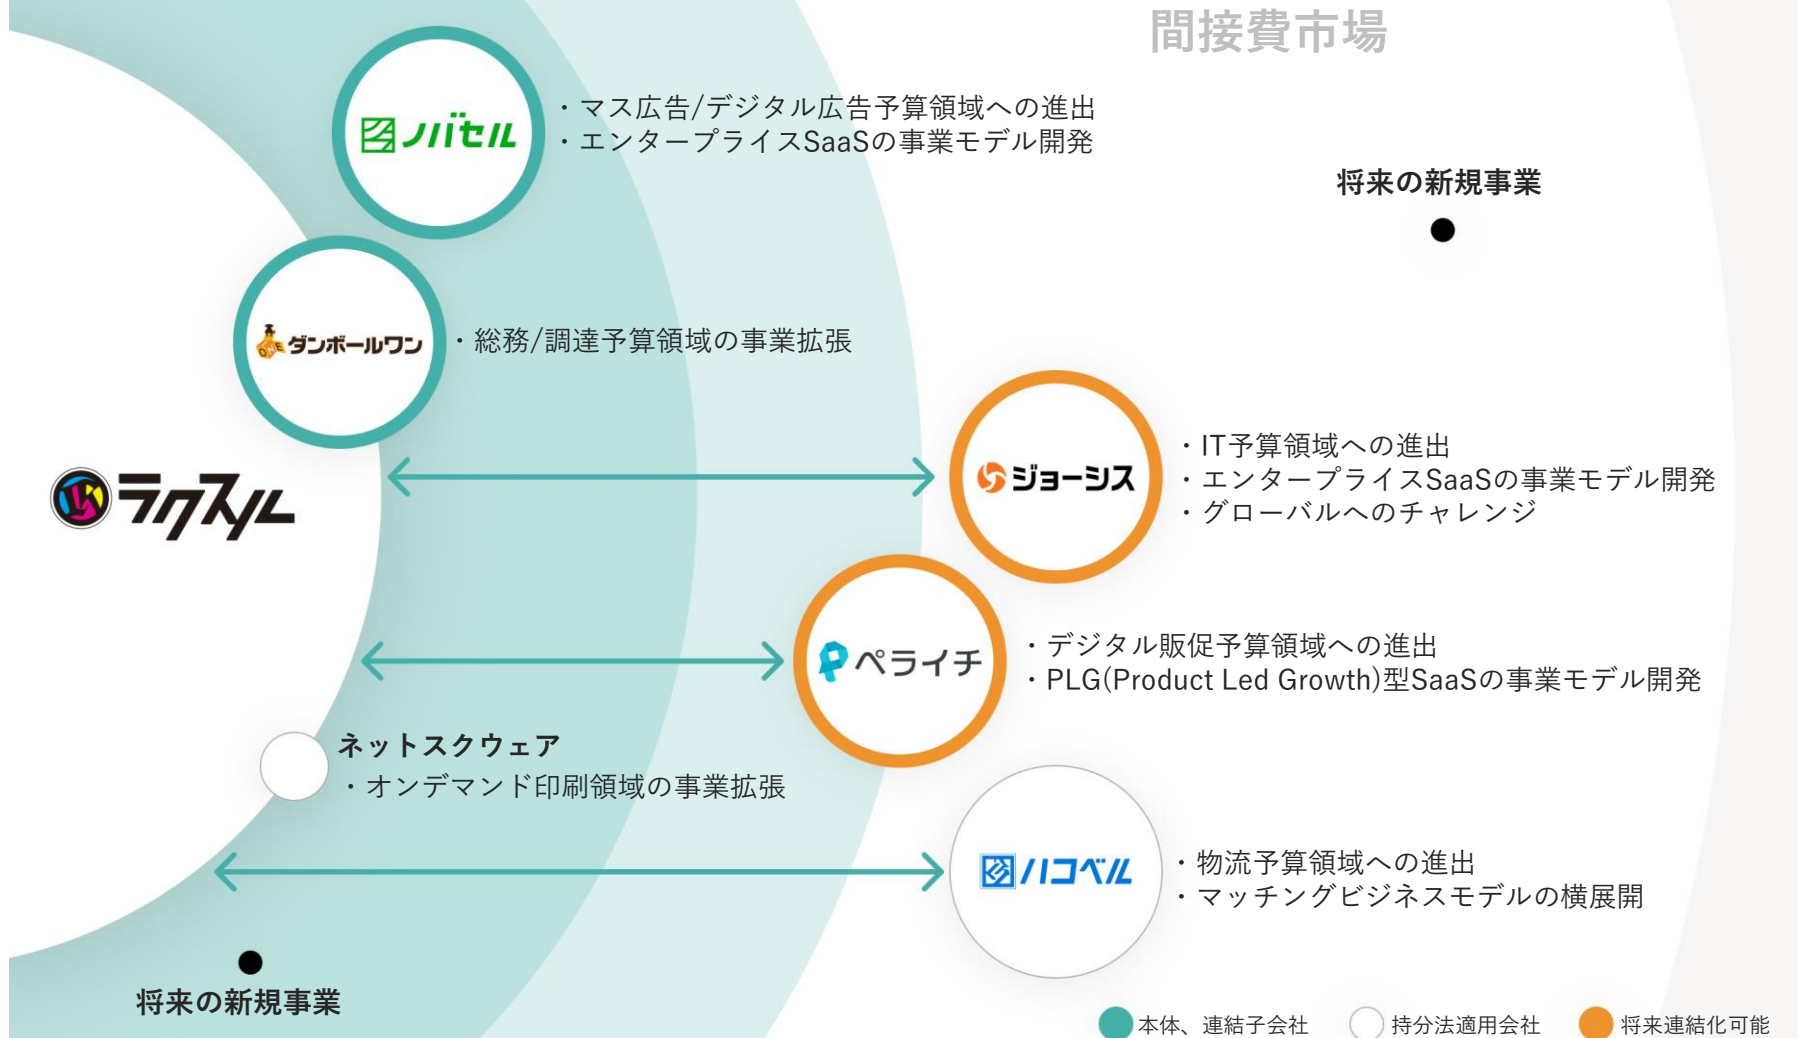 間接費市場
ノバセル
・マス広告/デジタル広告予算領域への進出
・エンタープライスSaaSの事業モデル開発
将来の新規事業
ONE
ダンボールワン
・総務/調達予算領域の事業拡張
ラクスル
ジョーシス
・IT予算領域への進出
・エンタープライスSaaSの事業モデル開発
・グローバルへのチャレンジ
ペライチ
・デジタル販促予算領域への進出
・PLG(Product Led Growth)型SaaSの事業モデル開発
ネットスクウェア
・オンデマンド印刷領域の事業拡張
ハコベル
・物流予算領域への進出
・マッチングビジネスモデルの横展開
将来の新規事業
本体、連結子会社
持分法適用会社
将来連結化可能